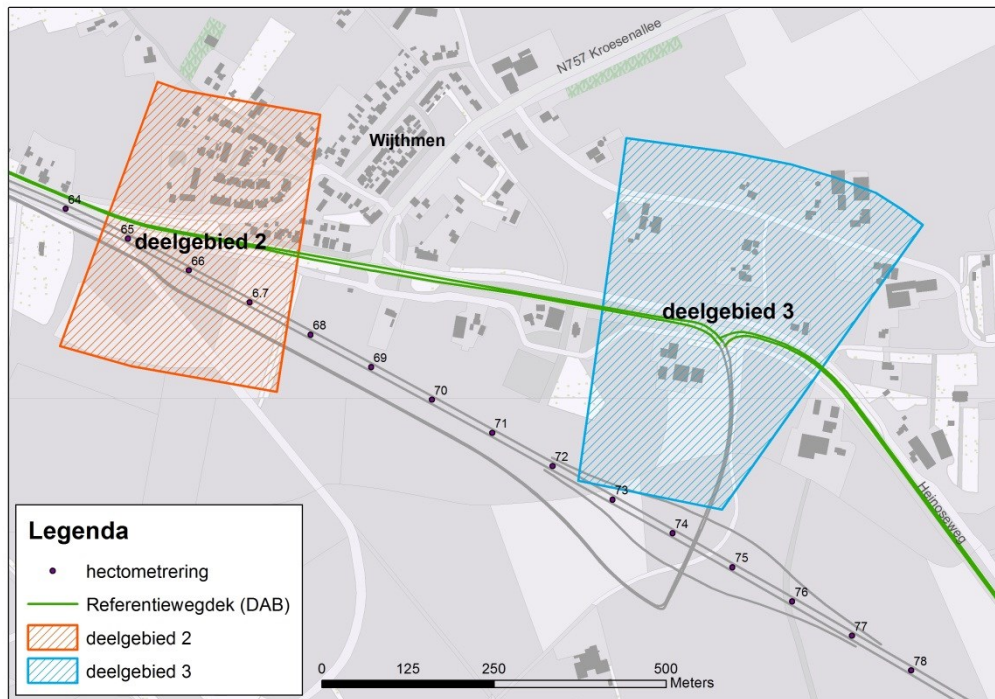 N757 Kroesenallee
Wijthmen
64
65
deelgebied 2
66
6.7
68
deelgebied 3
69
70
71
72
73
74
75
76
77
78
Heinoseweg
Legenda
hectometrering
Referentiewegdek (DAB)
deelgebied 2
deelgebied 3
0 125 250 500
Meters